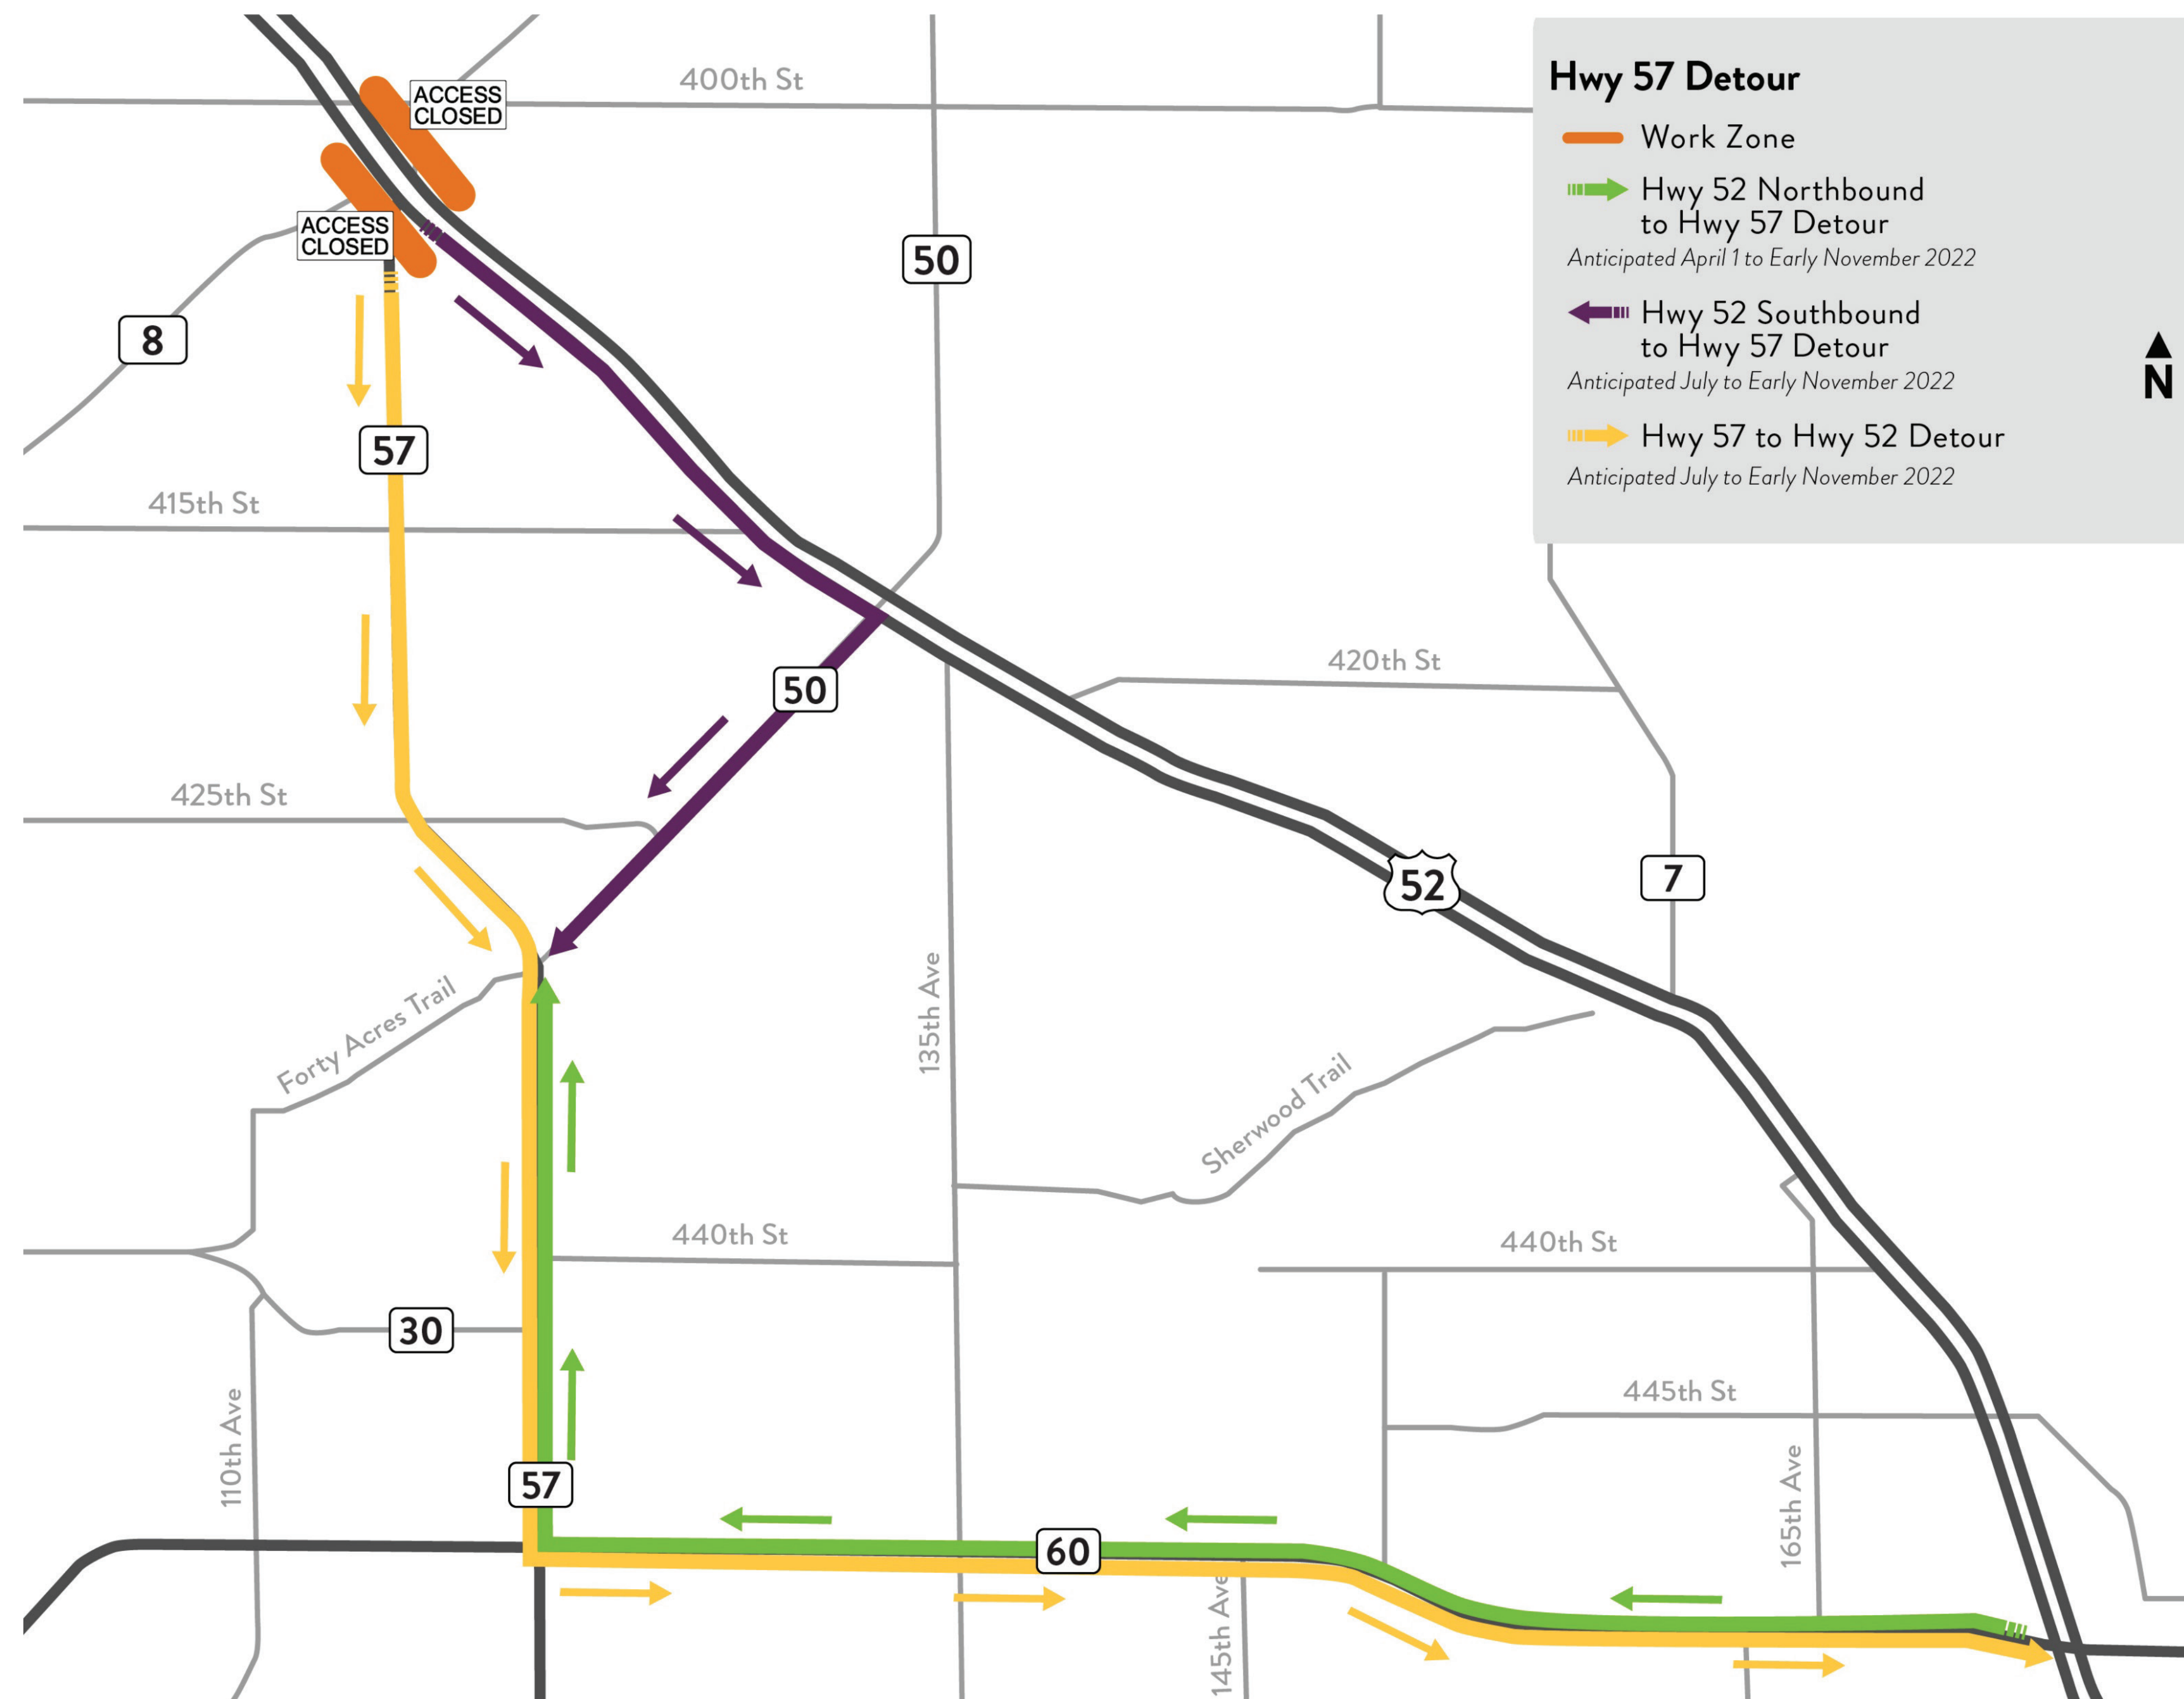 Hwy 57 Detour
Work Zone
Hwy 52 Northbound
to Hwy 57 Detour
Anticipated April 1 to Early November 2022
Hwy 52 Southbound
to Hwy 57 Detour
Anticipated July to Early November 2022
Hwy 57 to Hwy 52 Detour
Anticipated July to Early November 2022
N
400th St
ACCESS
CLOSED
ACCESS
CLOSED
50
8
57
415th St
420th St
50
425th St
52
7
135th Ave
Forty Acres Trail
Sherwood Trail
440th St
440th St
30
445th St
110th Ave
165th Ave
57
60
145th Ave